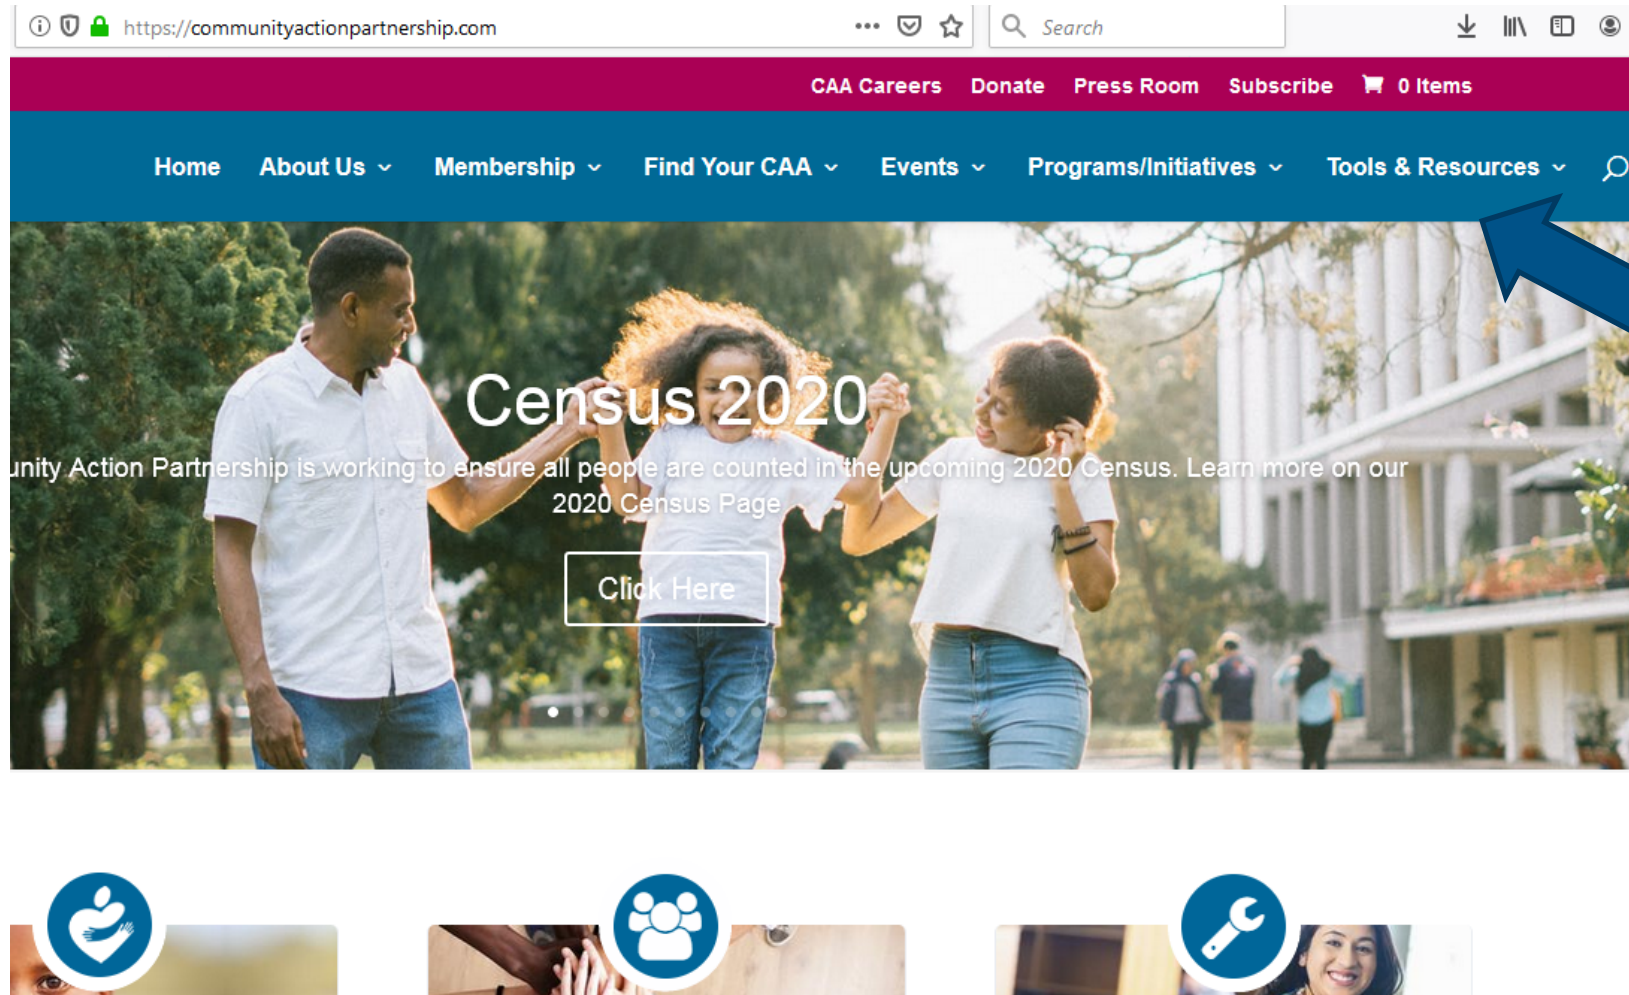 https://communityactionpartnership.com
Search
CAA Careers Donate Press Room Subscribe 0 Items
Home About Us Membership Find Your CAA Events Programs/Initiatives Tools & Resources
Census 2020
unity Action Partnership is working to ensure all people are counted in the upcoming 2020 Census. Learn more on our
2020 Census Page
Click Here